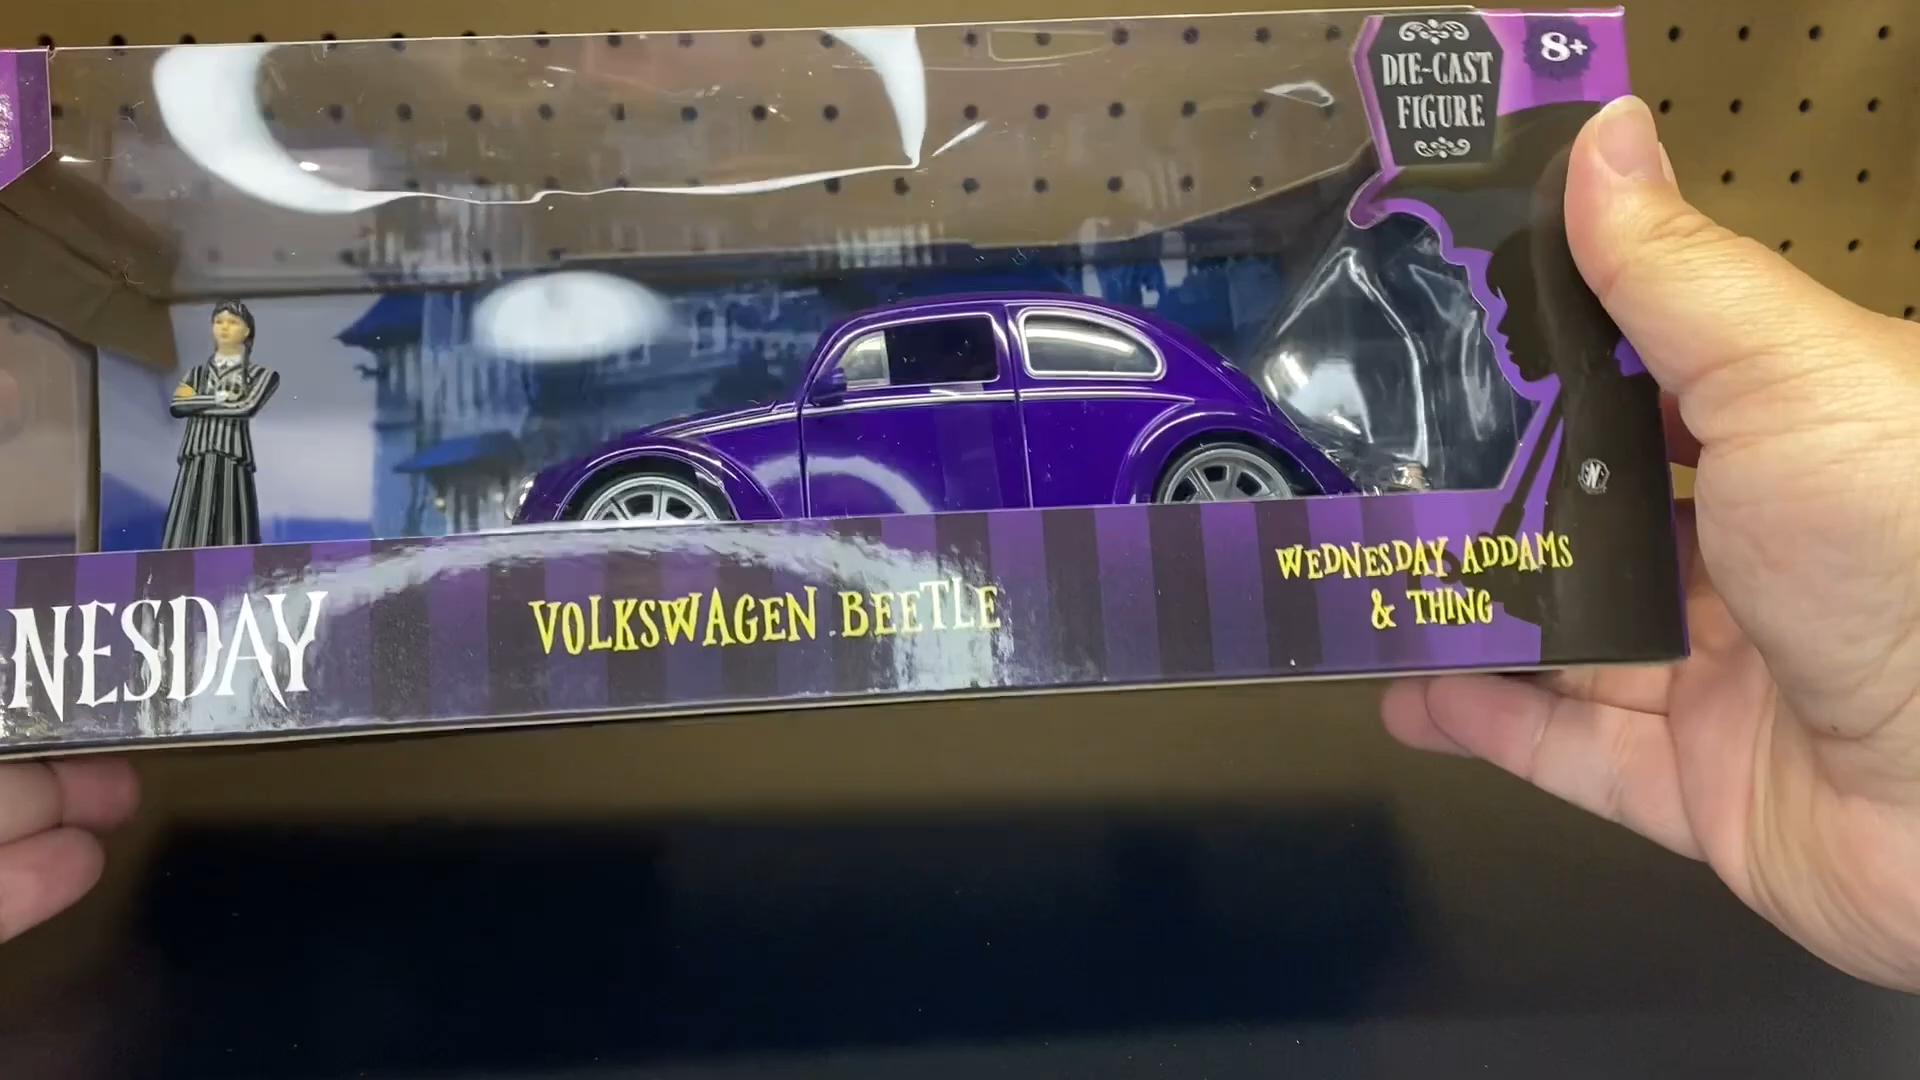 8+
DIE-CAST
FIGURE
NESDAY
VOLKSWAGEN BEETLE
WEDNESDAY ADDAMS
& THING